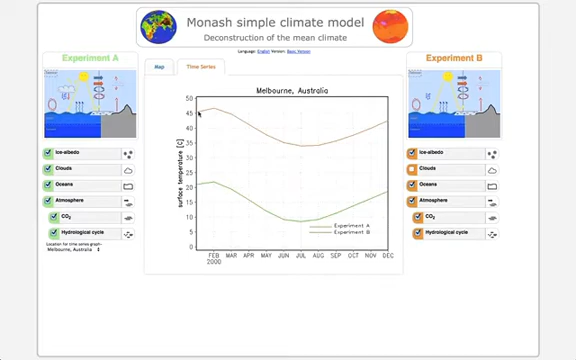 Monash simple climate model
Deconstruction of the mean climate
Language: English Version: Basic Version
Experiment A
Experiment B
Map
Time Series
Melbourne, Australia
Ice-albedo
Clouds
Oceans
Atmosphere
CO₂
Hydrological cycle
Location for time series graph-
Melbourne, Australia
surface temperature [C]
50
45
40
35
30
25
20
15
10
5
0
FEB MAR APR MAY JUN JUL AUG SEP OCT NOV DEC
2000
Experiment A
Experiment B
Ice-albedo
Clouds
Oceans
Atmosphere
CO₂
Hydrological cycle